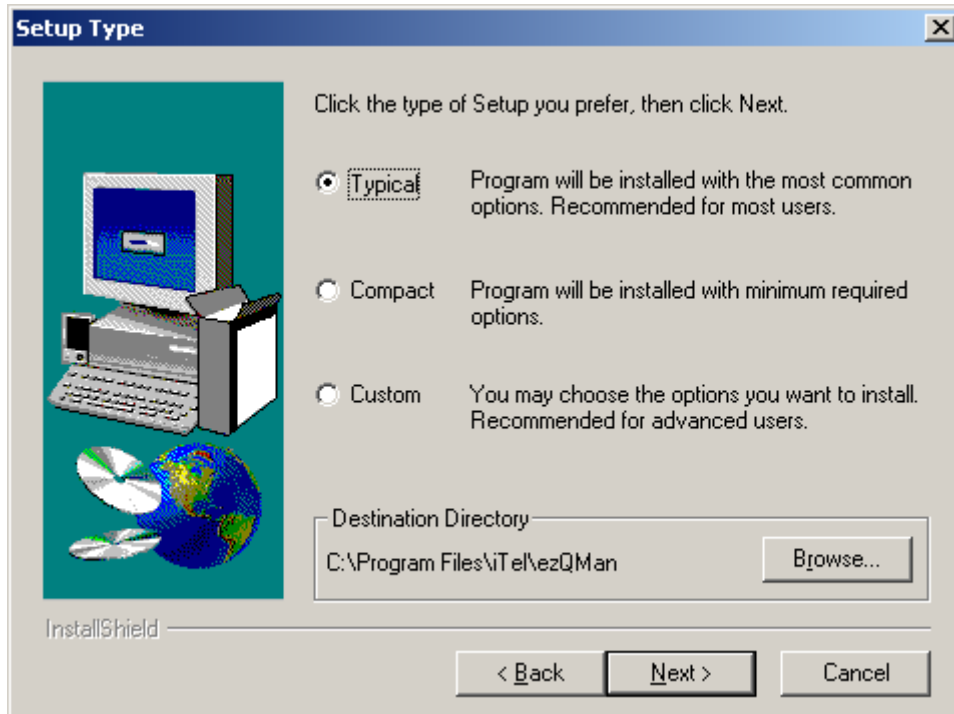 Setup Type
Click the type of Setup you prefer, then click Next.
Typical
Program will be installed with the most common
options. Recommended for most users.
Compact
Program will be installed with minimum required
options.
Custom
You may choose the options you want to install.
Recommended for advanced users.
Destination Directory
C:\Program Files\iTel\ezQMan
Browse...
InstallShield
< Back
Next >
Cancel